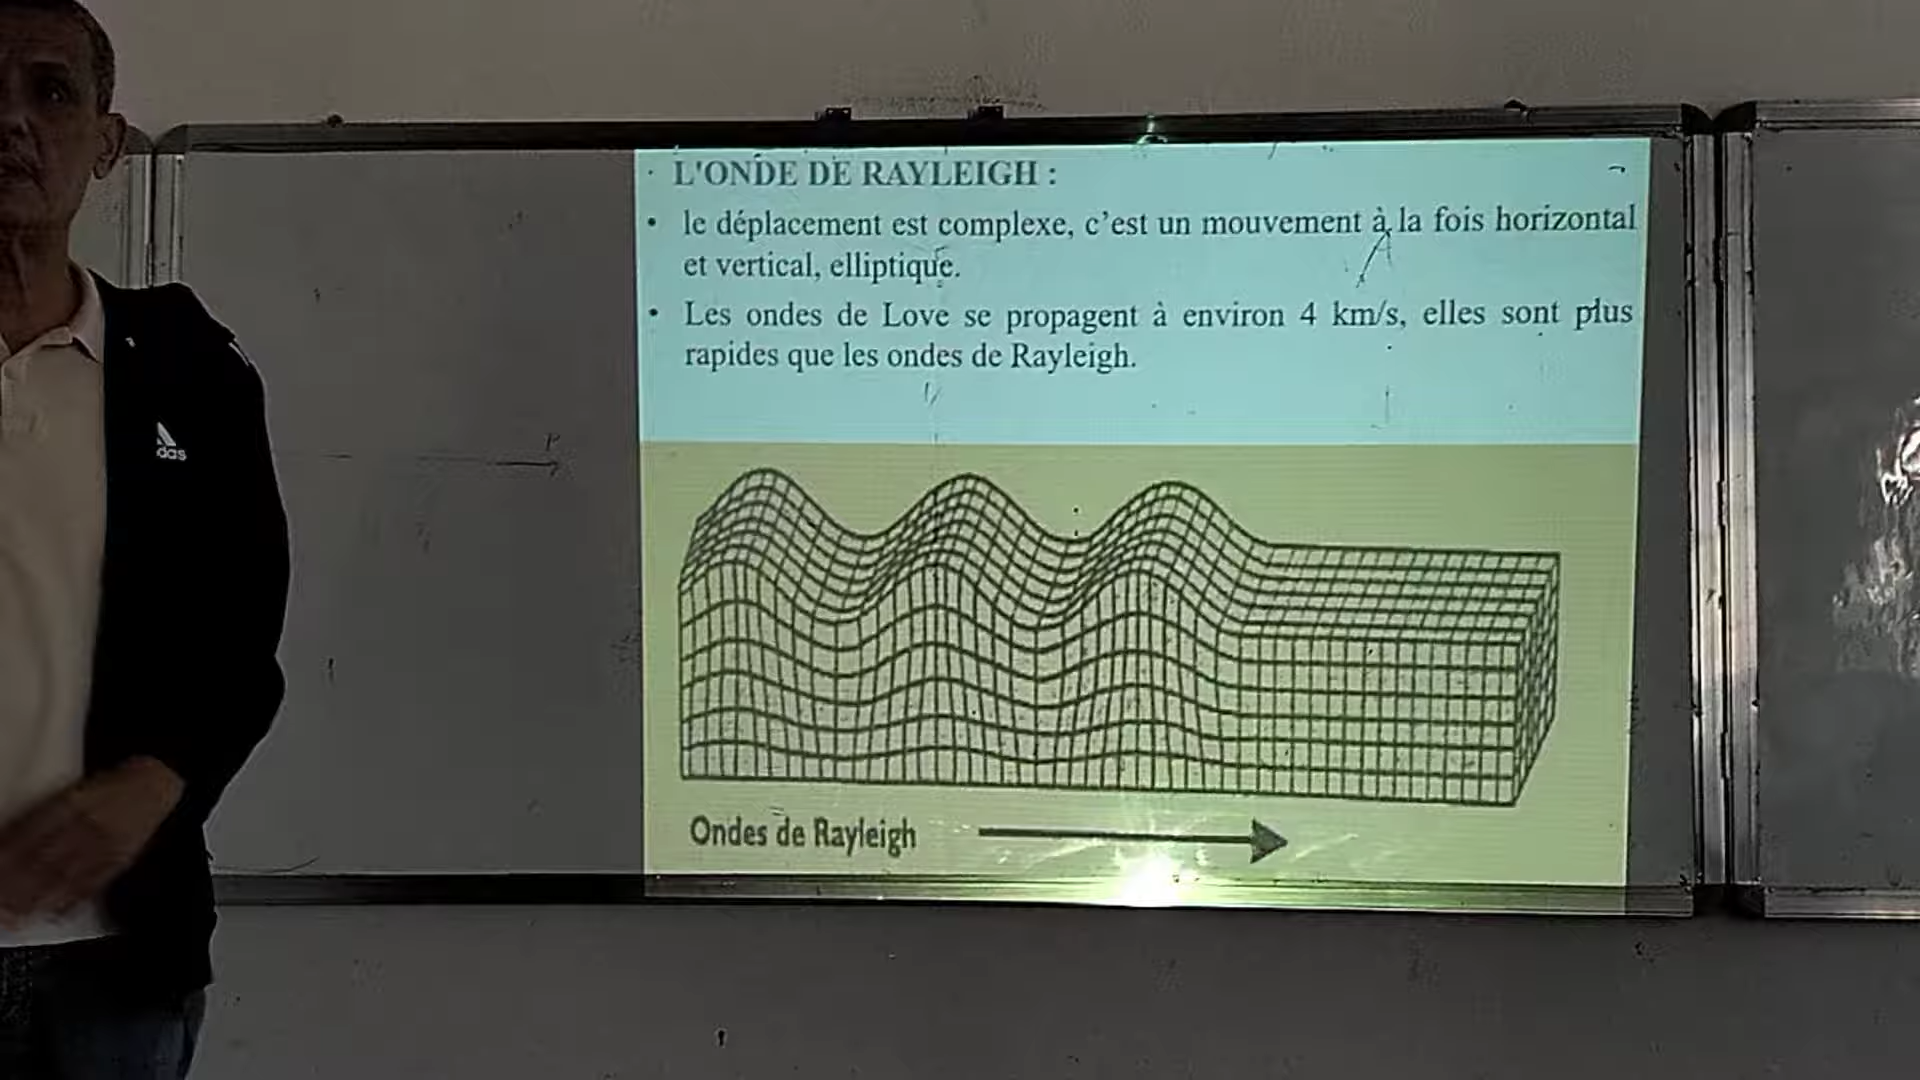 · L'ONDE DE RAYLEIGH :
• le déplacement est complexe, c’est un mouvement à la fois horizontal
et vertical, elliptique.
• Les ondes de Love se propagent à environ 4 km/s, elles sont plus
rapides que les ondes de Rayleigh.
das
Ondes de Rayleigh